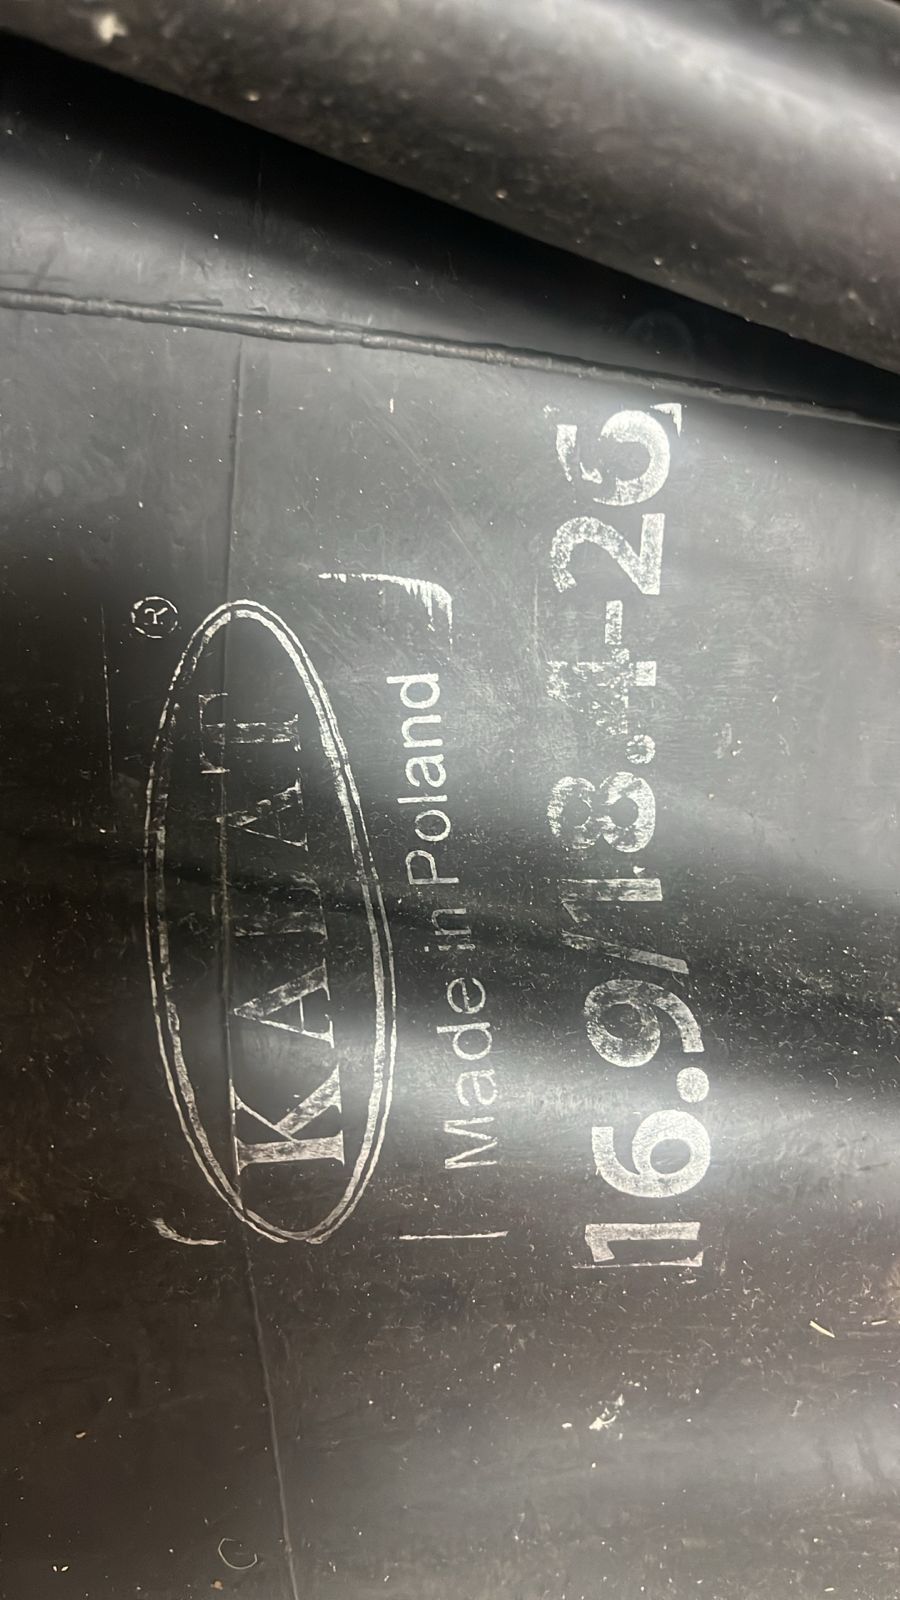 KABAT®
Made in Poland
16.9/18.4-26